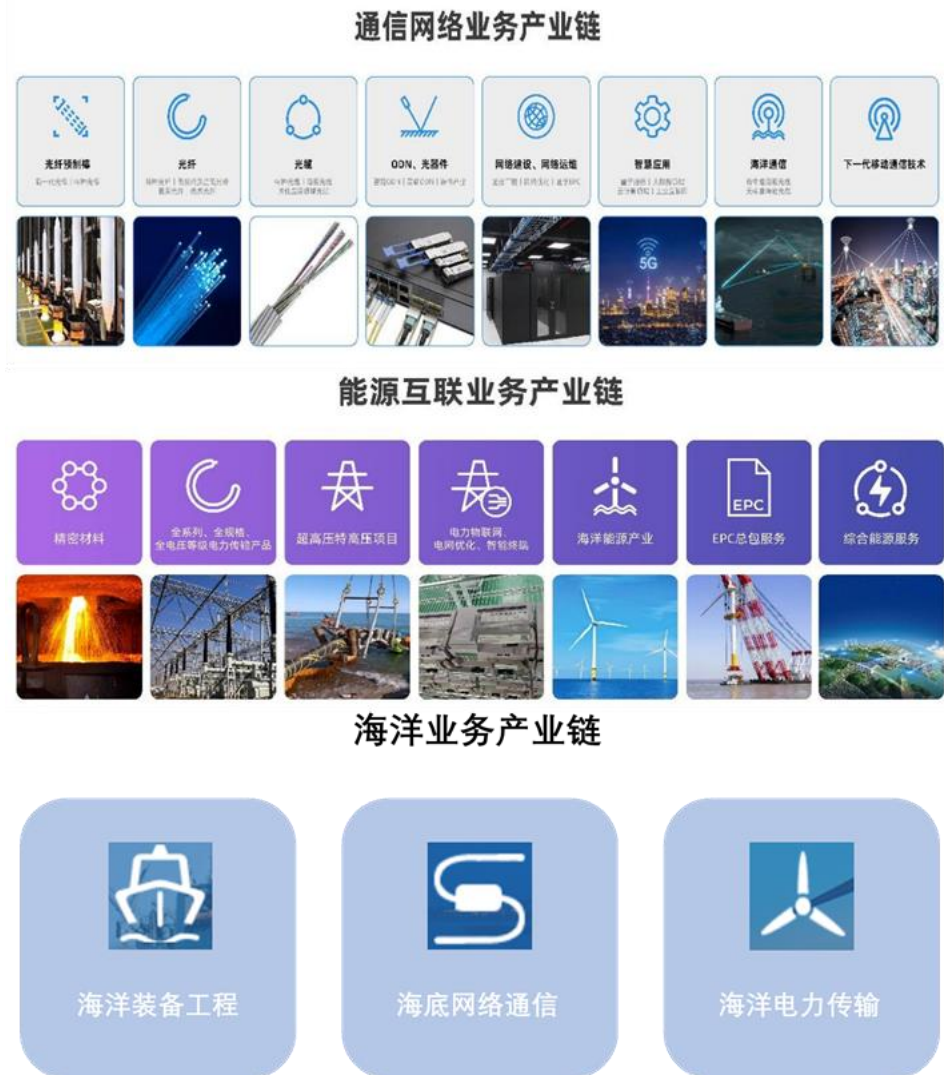 通信网络业务产业链
光纤预制棒
光纤
光缆
ODN、光器件
网络建设、网络运维
智慧应用
海洋通信
下一代移动通信技术
5G
能源互联业务产业链
精密材料
全系列、全规格、
全电压等级电力传输产品
超高压特高压项目
电力物联网、
电网优化、智能终端
海洋能源产业
EPC
EPC总包服务
综合能源服务
海洋业务产业链
海洋装备工程
海底网络通信
海洋电力传输